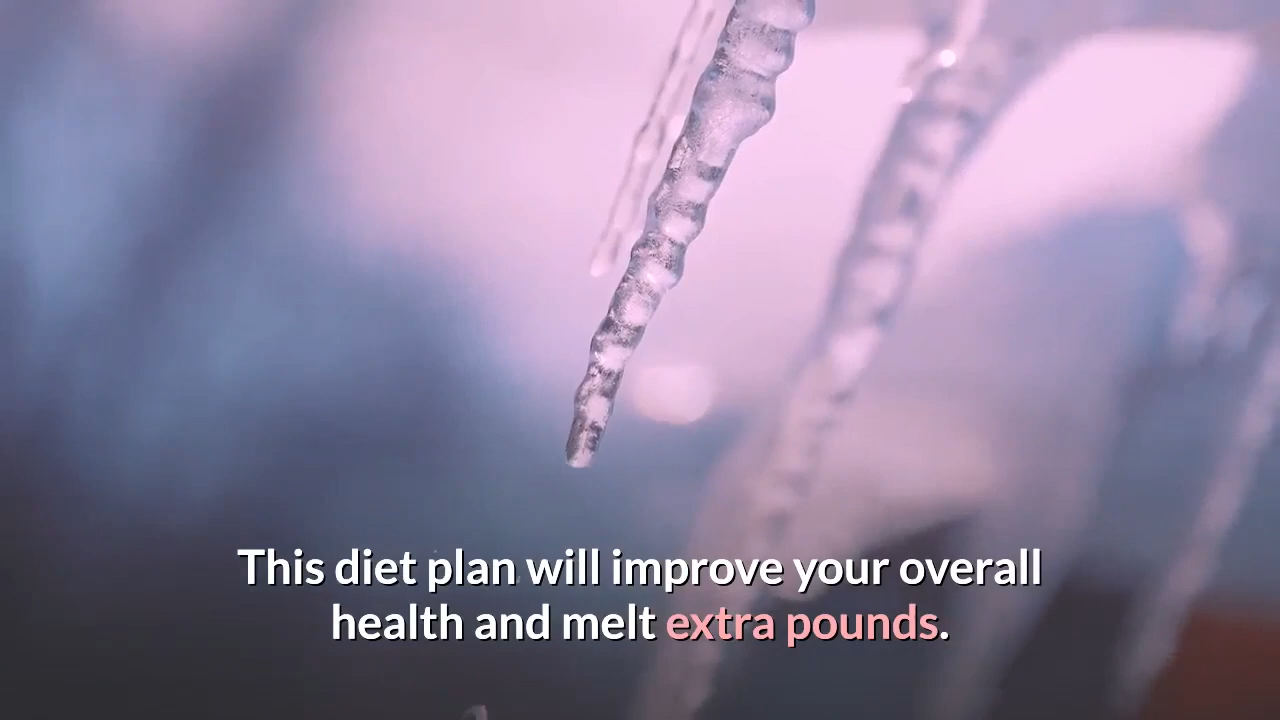 This diet plan will improve your overall
health and melt extra pounds.